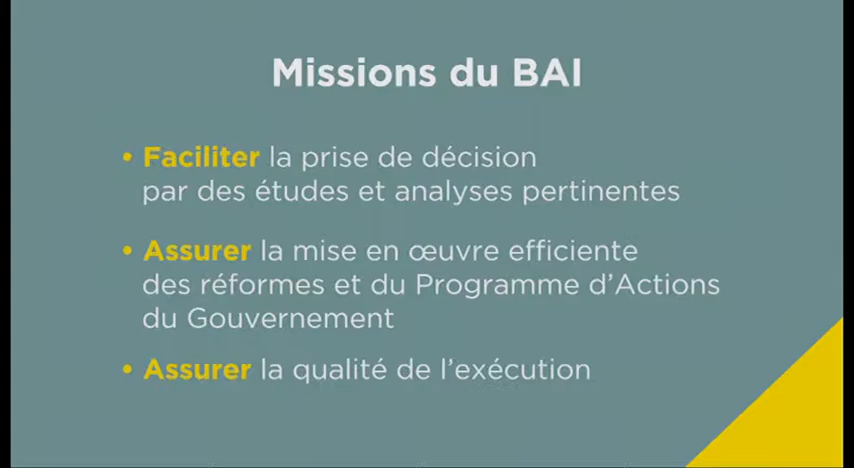 Missions du BAI
• Faciliter la prise de décision
par des études et analyses pertinentes
• Assurer la mise en œuvre efficiente
des réformes et du Programme d’Actions
du Gouvernement
• Assurer la qualité de l’exécution